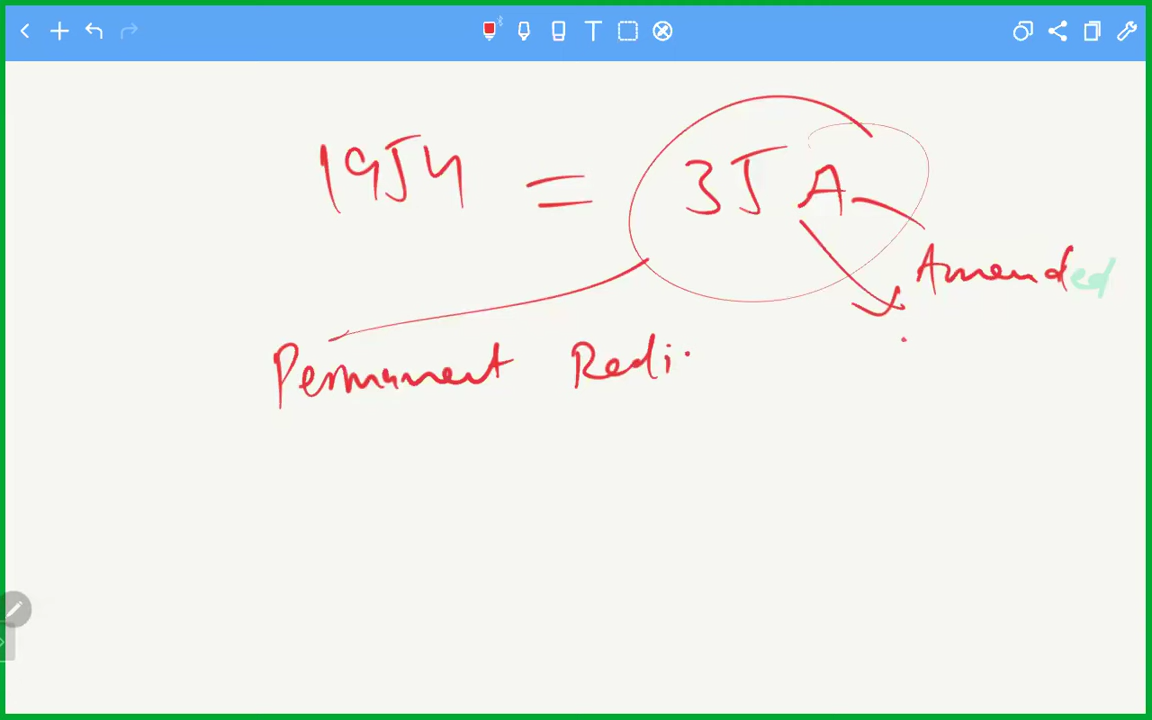 1954 = 35A
Amended
Permanent Redi